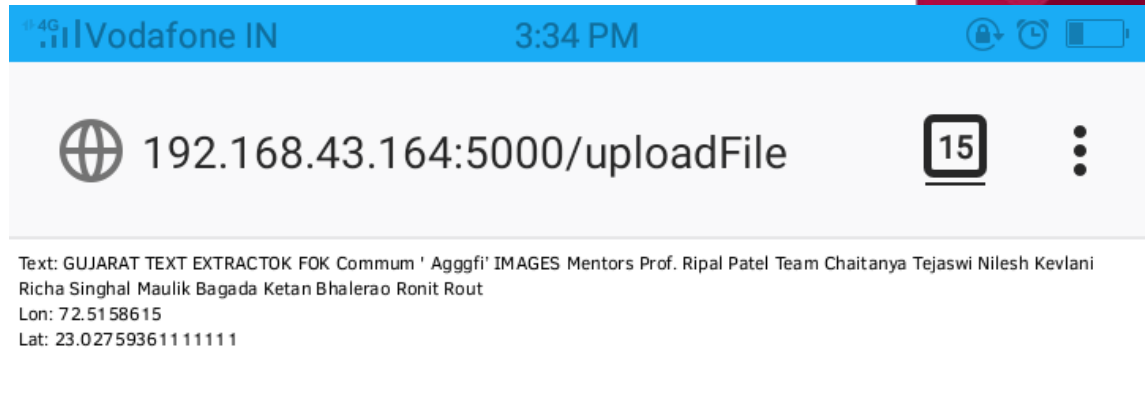 4G Vodafone IN 3:34 PM
192.168.43.164:5000/uploadFile 15
Text: GUJARAT TEXT EXTRACTOK FOK Commum ' Agggfi' IMAGES Mentors Prof. Ripal Patel Team Chaitanya Tejaswi Nilesh Kevlani
Richa Singhal Maulik Bagada Ketan Bhalerao Ronit Rout
Lon: 72.5158615
Lat: 23.02759361111111